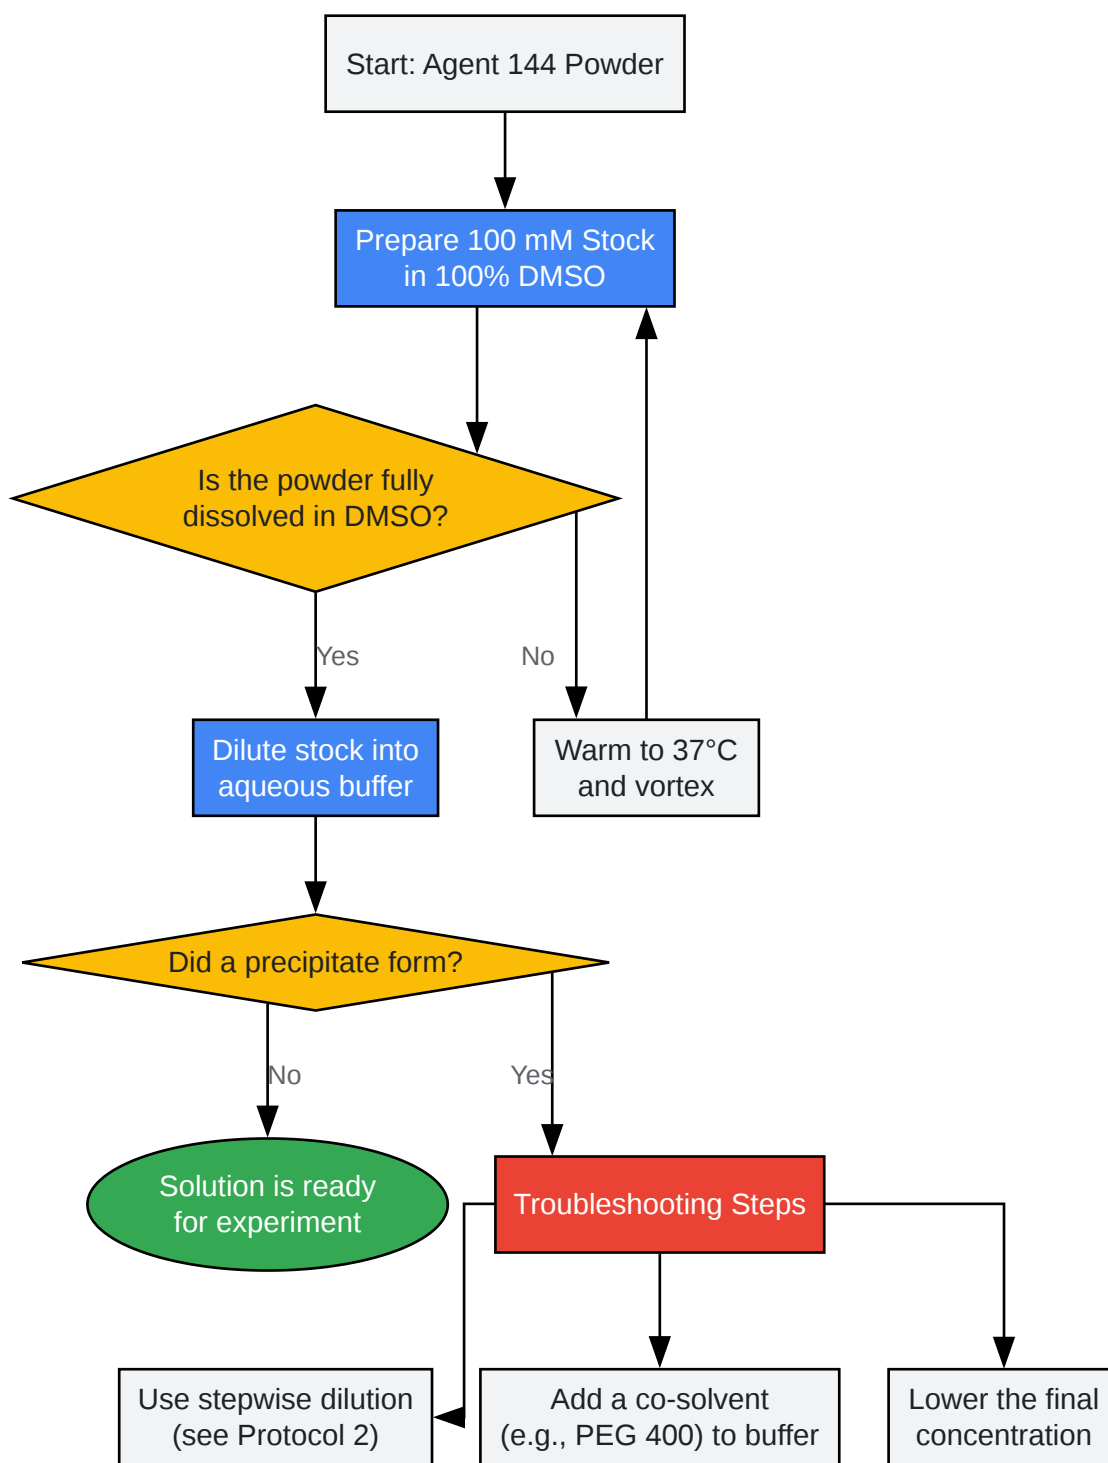 Start: Agent 144 Powder
Prepare 100 mM Stock
in 100% DMSO
Is the powder fully
dissolved in DMSO?
Yes
No
Dilute stock into
aqueous buffer
Warm to 37°C
and vortex
Did a precipitate form?
No
Yes
Solution is ready
for experiment
Troubleshooting Steps
Use stepwise dilution
(see Protocol 2)
Add a co-solvent
(e.g., PEG 400) to buffer
Lower the final
concentration